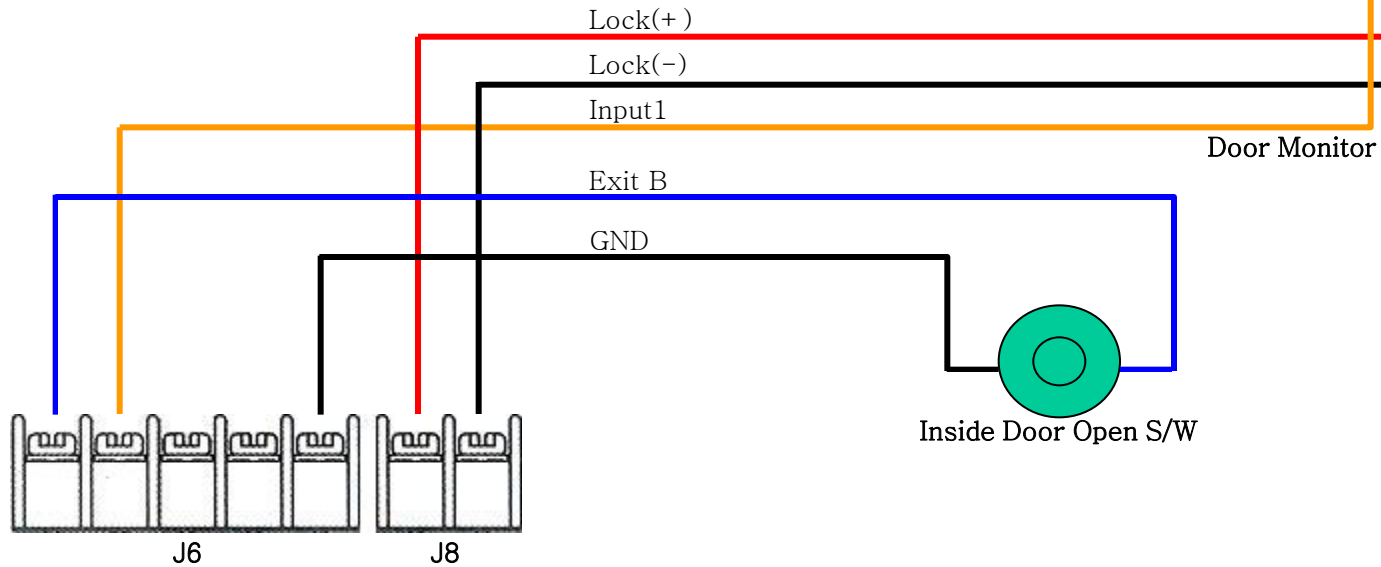 Lock(+)
Lock(-)
Input1
Door Monitor
Exit B
GND
Inside Door Open S/W
J6
J8